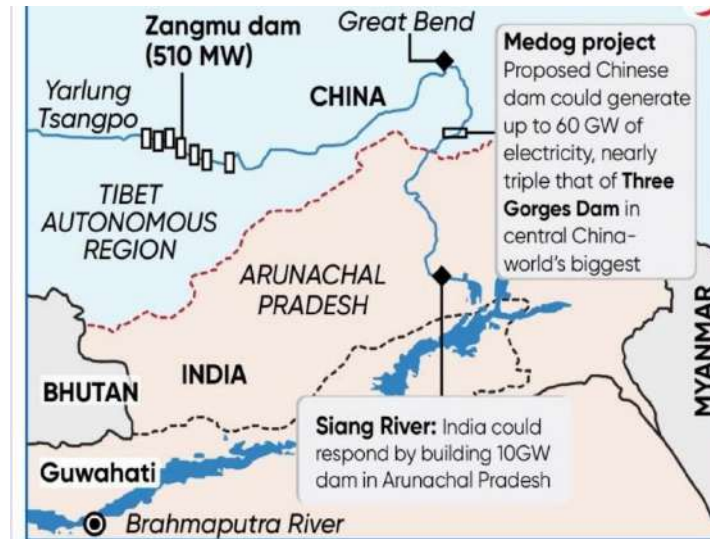 Zangmu dam
(510 MW)
Great Bend
Yarlung
Tsangpo
CHINA
Medog project
Proposed Chinese
dam could generate
up to 60 GW of
electricity, nearly
triple that of Three
Gorges Dam in
central China-
world's biggest
TIBET
AUTONOMOUS
REGION
ARUNACHAL
PRADESH
MYANMAR
BHUTAN
INDIA
Siang River: India could
respond by building 10GW
dam in Arunachal Pradesh
Guwahati
Brahmaputra River